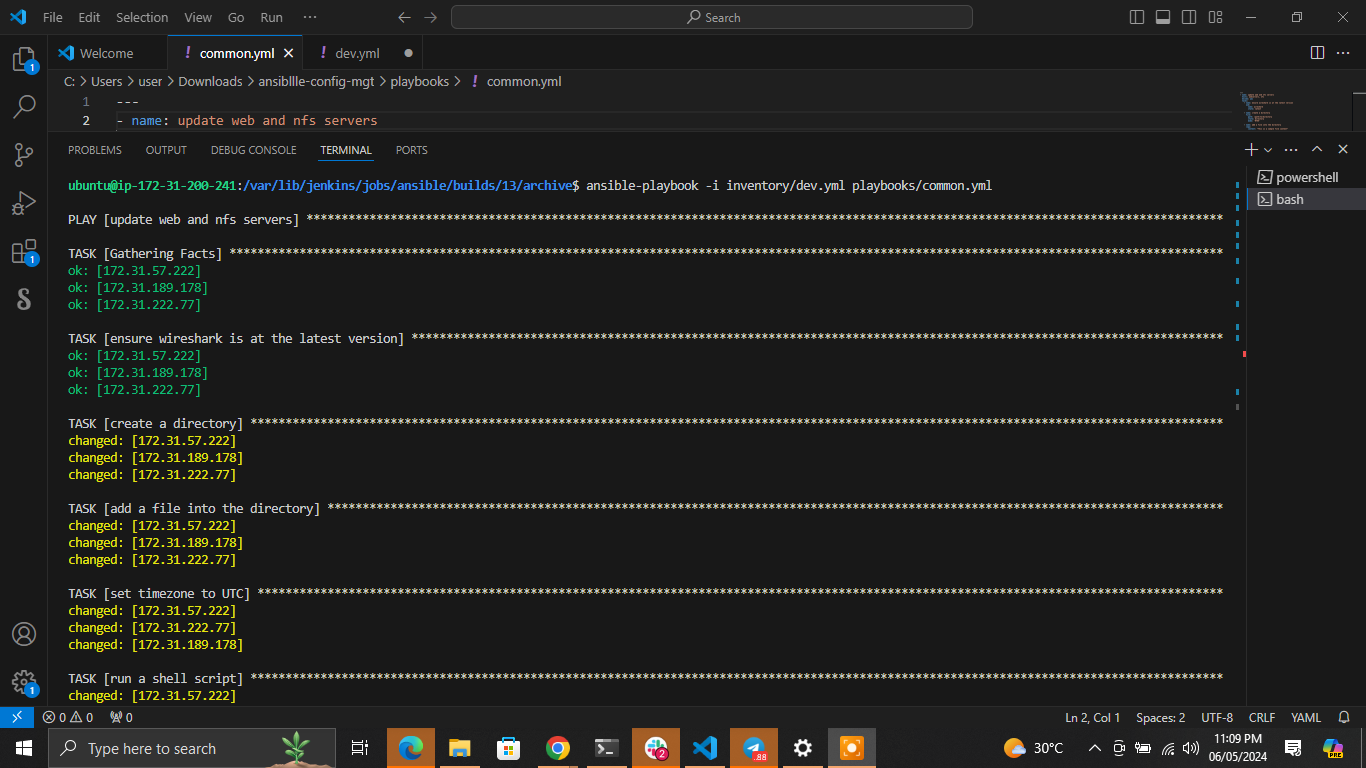 File Edit Selection View Go Run ··· Search
Welcome ! common.yml ! dev.yml
C: > Users > user > Downloads > ansibllle-config-mgt > playbooks > ! common.yml
1 ---
2 - name: update web and nfs servers
PROBLEMS OUTPUT DEBUG CONSOLE TERMINAL PORTS
powershell
bash
ubuntu@ip-172-31-200-241:/var/lib/jenkins/jobs/ansible/builds/13/archive$ ansible-playbook -i inventory/dev.yml playbooks/common.yml
PLAY [update web and nfs servers] ***********************************************************************************************************************************
TASK [Gathering Facts] **********************************************************************************************************************************************
ok: [172.31.57.222]
ok: [172.31.189.178]
ok: [172.31.222.77]
TASK [ensure wireshark is at the latest version] ********************************************************************************************************************
ok: [172.31.57.222]
ok: [172.31.189.178]
ok: [172.31.222.77]
TASK [create a directory] *******************************************************************************************************************************************
changed: [172.31.57.222]
changed: [172.31.189.178]
changed: [172.31.222.77]
TASK [add a file into the directory] ********************************************************************************************************************************
changed: [172.31.57.222]
changed: [172.31.189.178]
changed: [172.31.222.77]
TASK [set timezone to UTC] ******************************************************************************************************************************************
changed: [172.31.57.222]
changed: [172.31.222.77]
changed: [172.31.189.178]
TASK [run a shell script] *******************************************************************************************************************************************
changed: [172.31.57.222]
1
1
1
0 0 0 Ln 2, Col 1 Spaces: 2 UTF-8 CRLF YAML
Type here to search 2 .88 30°C 11:09 PM
06/05/2024
PRE